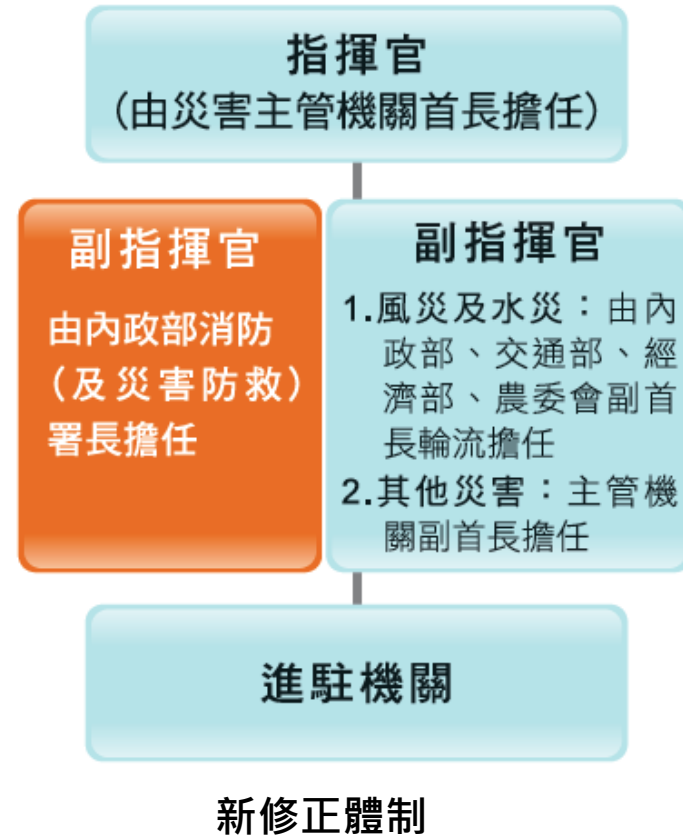 指揮官
(由災害主管機關首長擔任)
副指揮官
由內政部消防
(及災害防救)
署長擔任
副指揮官
1.風災及水災：由內
政部、交通部、經
濟部、農委會副首
長輪流擔任
2.其他災害：主管機
關副首長擔任
進駐機關
新修正體制